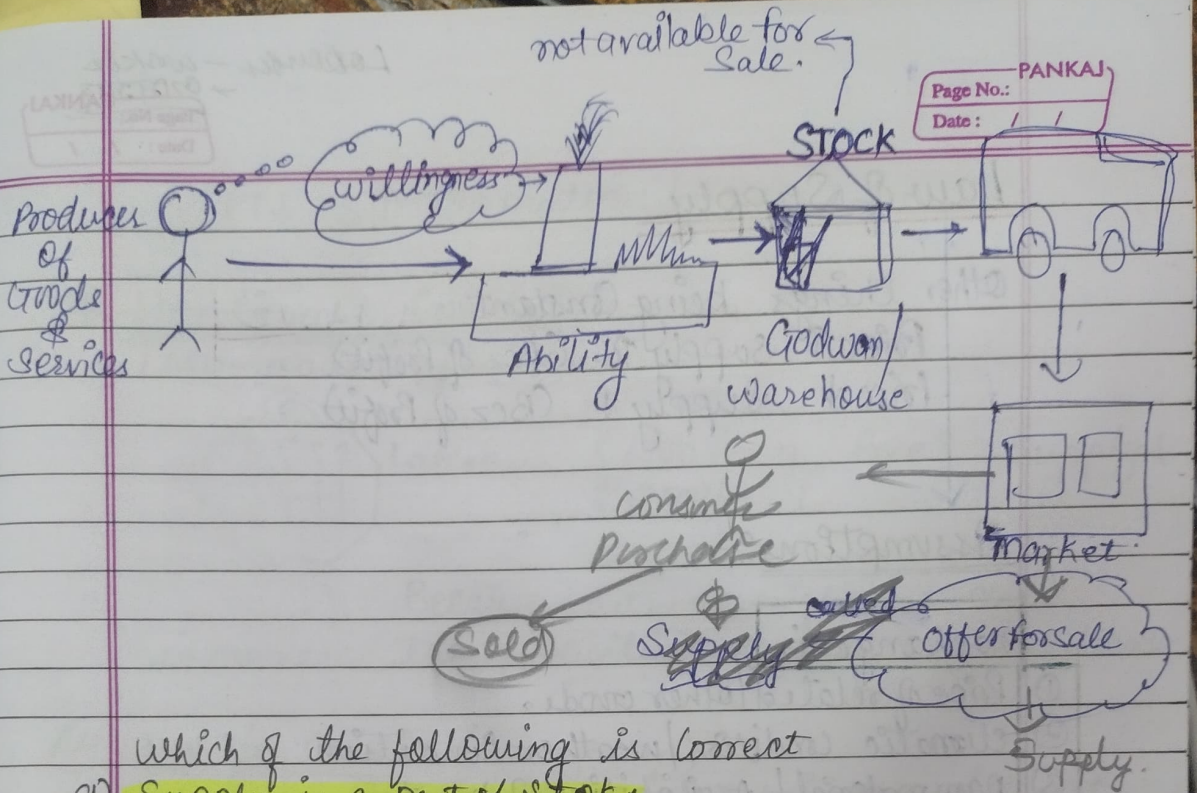 not available for
Sale.
PANKAJ
Page No.:
Date : / /
STOCK
willingness
Producer
Of
Goods
&
Services
Ability
Godwan/
warehouse
Consumer
Purchase
Market.
Sold
Supply
called
offer for sale
Supply.
which of the following is Correct